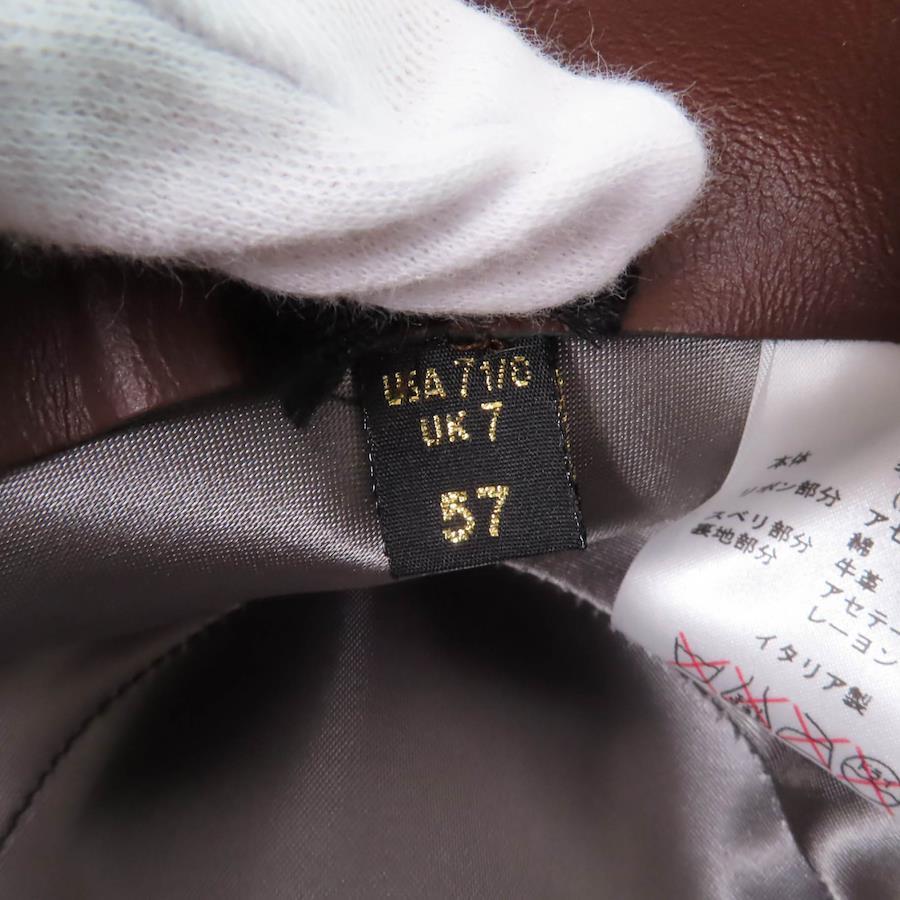 USA 7 1/8
UK 7
57
本体
リボン部分
スベリ部分
裏地部分
綿
牛革
アセテー
レーヨン
イタリア製